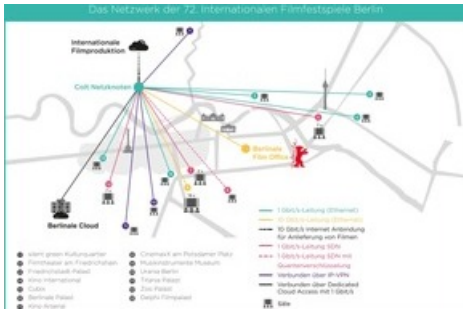 Das Netzwerk der 72. Internationalen Filmfestspiele Berlin
Internationale
Filmproduktion
Colt Netzknoten
Berlinale
Film Office
Berlinale Cloud
1 Gbit/s-Leitung (Ethernet)
10 Gbit/s-Leitung (Ethernet)
10 Gbit/s Internet Anbindung
für Anlieferung von Filmen
1 Gbit/s-Leitung SDN
1 Gbit/s-Leitung SDN mit
Quantenverschlüsselung
Verbunden über IP-VPN
Verbunden über Dedicated
Cloud Access mit 1 Gbit/s
Säle
silent green Kulturquartier
Filmtheater am Friedrichshain
Friedrichstadt-Palast
Kino International
Cubix
Berlinale Palast
Kino Arsenal
CinemaxX am Potsdamer Platz
Musikinstrumente Museum
Urania Berlin
Titania Palast
Zoo Palast
Delphi Filmpalast